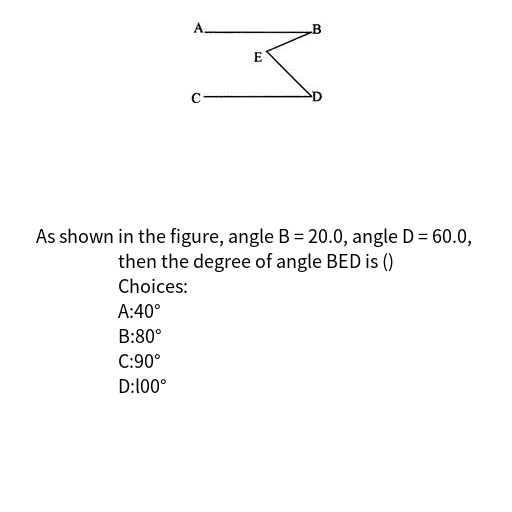 A B
E
C D
As shown in the figure, angle B = 20.0, angle D = 60.0,
then the degree of angle BED is ()
Choices:
A:40°
B:80°
C:90°
D:l00°